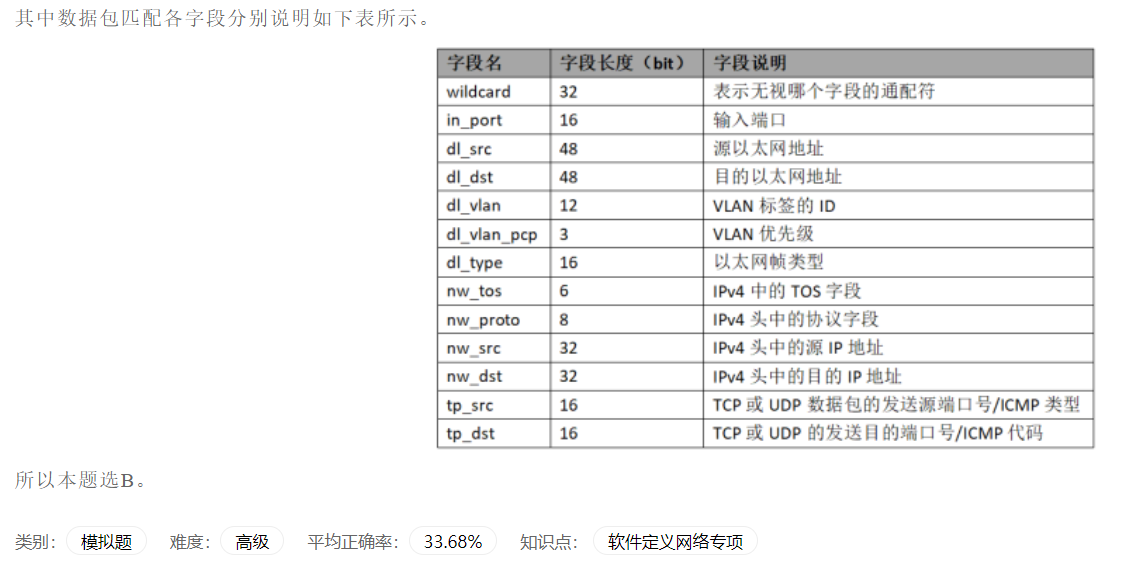 其中数据包匹配各字段分别说明如下表所示。
字段名 字段长度（bit） 字段说明
wildcard 32 表示无视哪个字段的通配符
in_port 16 输入端口
dl_src 48 源以太网地址
dl_dst 48 目的以太网地址
dl_vlan 12 VLAN 标签的 ID
dl_vlan_pcp 3 VLAN 优先级
dl_type 16 以太网帧类型
nw_tos 6 IPv4 中的 TOS 字段
nw_proto 8 IPv4 头中的协议字段
nw_src 32 IPv4 头中的源 IP 地址
nw_dst 32 IPv4 头中的目的 IP 地址
tp_src 16 TCP 或 UDP 数据包的发送源端口号/ICMP 类型
tp_dst 16 TCP 或 UDP 的发送目的端口号/ICMP 代码
所以本题选B。
类别： 模拟题 难度： 高级 平均正确率： 33.68% 知识点： 软件定义网络专项